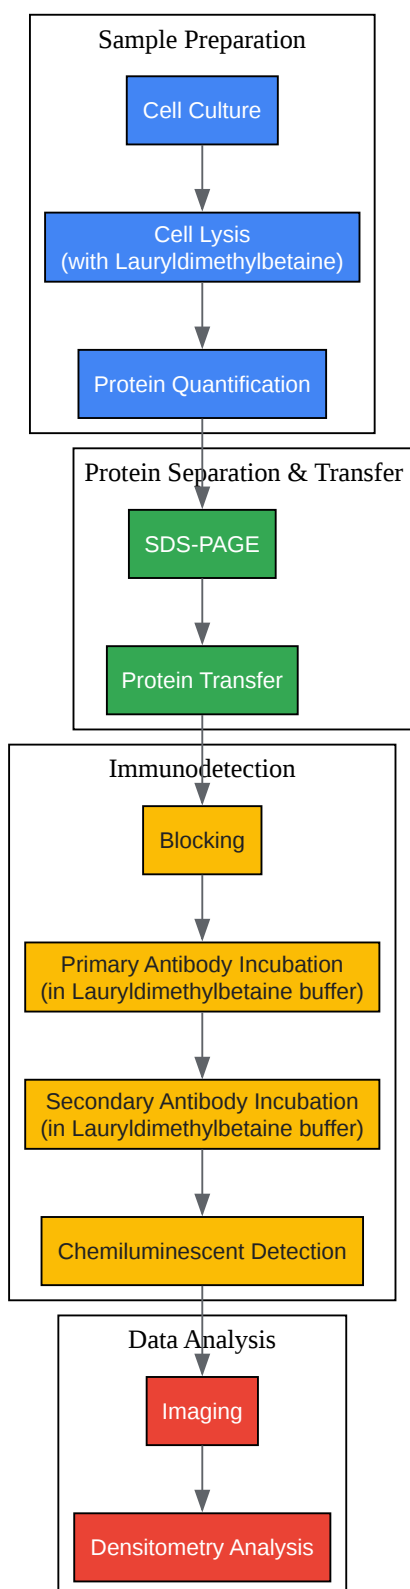 Sample Preparation
Cell Culture
Cell Lysis
(with Lauryldimethylbetaine)
Protein Quantification
Protein Separation & Transfer
SDS-PAGE
Protein Transfer
Immunodetection
Blocking
Primary Antibody Incubation
(in Lauryldimethylbetaine buffer)
Secondary Antibody Incubation
(in Lauryldimethylbetaine buffer)
Chemiluminescent Detection
Data Analysis
Imaging
Densitometry Analysis